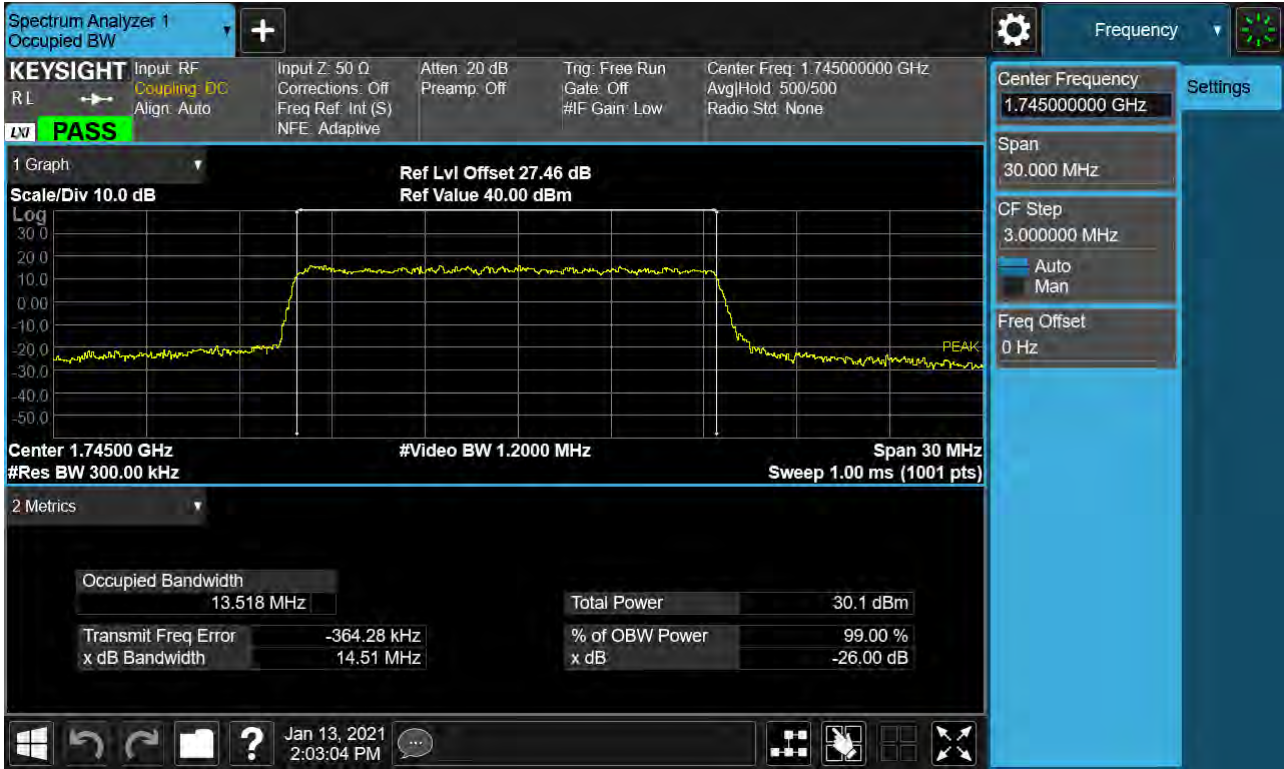 Spectrum Analyzer 1
Occupied BW
+
Frequency
KEYSIGHT
RL
LXI
PASS
Input: RF
Coupling: DC
Align: Auto
Input Z: 50 Ω
Corrections: Off
Freq Ref: Int (S)
NFE: Adaptive
Atten: 20 dB
Preamp: Off
Trig: Free Run
Gate: Off
#IF Gain: Low
Center Freq: 1.745000000 GHz
Avg|Hold: 500/500
Radio Std: None
1 Graph
Scale/Div 10.0 dB
Ref Lvl Offset 27.46 dB
Ref Value 40.00 dBm
Log
30.0
20.0
10.0
0.00
-10.0
-20.0
-30.0
-40.0
-50.0
PEAK
Center 1.74500 GHz
#Video BW 1.2000 MHz
Span 30 MHz
#Res BW 300.00 kHz
Sweep 1.00 ms (1001 pts)
2 Metrics
Occupied Bandwidth
13.518 MHz
Total Power 30.1 dBm
Transmit Freq Error -364.28 kHz
% of OBW Power 99.00 %
x dB Bandwidth 14.51 MHz
x dB -26.00 dB
Center Frequency
1.745000000 GHz
Span
30.000 MHz
CF Step
3.000000 MHz
Auto
Man
Freq Offset
0 Hz
Settings
?
Jan 13, 2021
2:03:04 PM